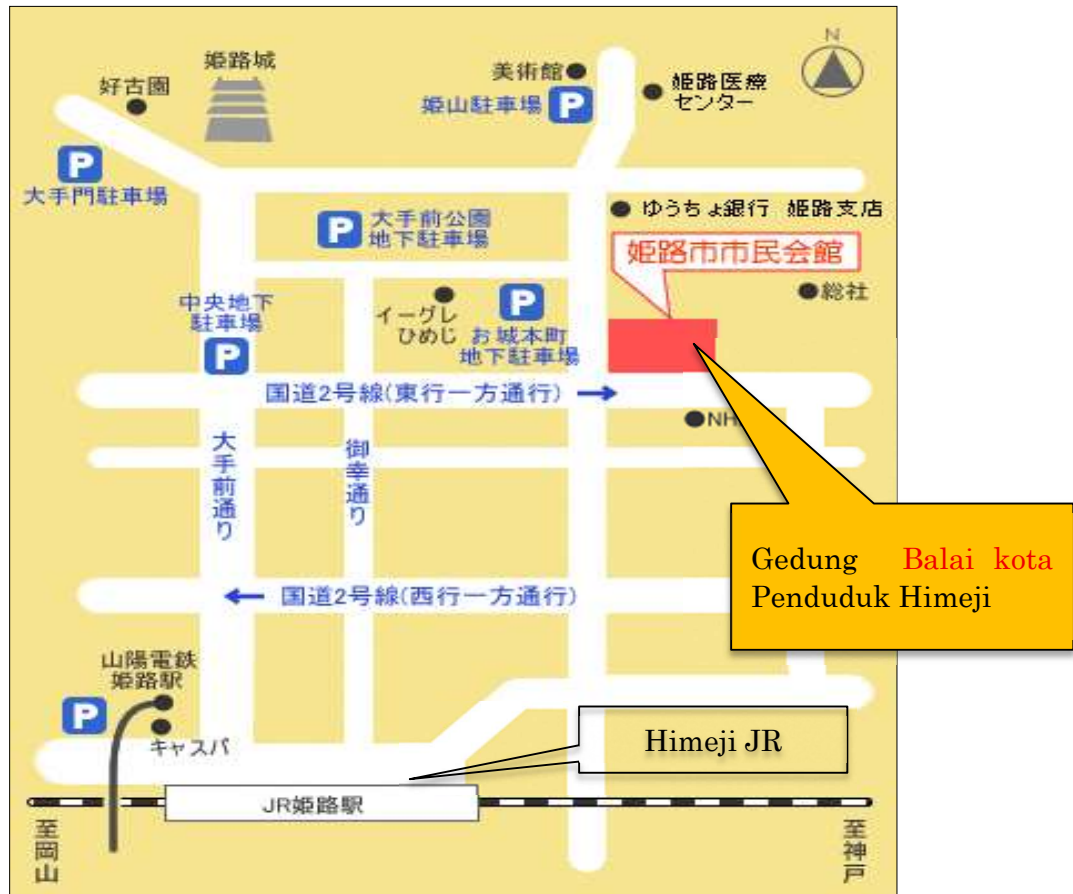 N
姫路城
好古園
美術館
姫山駐車場
P
姫路医療
センター
P
大手門駐車場
P
大手前公園
地下駐車場
ゆうちょ銀行 姫路支店
姫路市市民会館
総社
中央地下
駐車場
P
イーグレ
ひめじ
P
お城本町
地下駐車場
国道2号線(東行一方通行) →
NH
大手前通り
御幸通り
Gedung Balai kota
Penduduk Himeji
← 国道2号線(西行一方通行)
山陽電鉄
姫路駅
P
キャスパ
Himeji JR
JR姫路駅
至岡山
至神戸